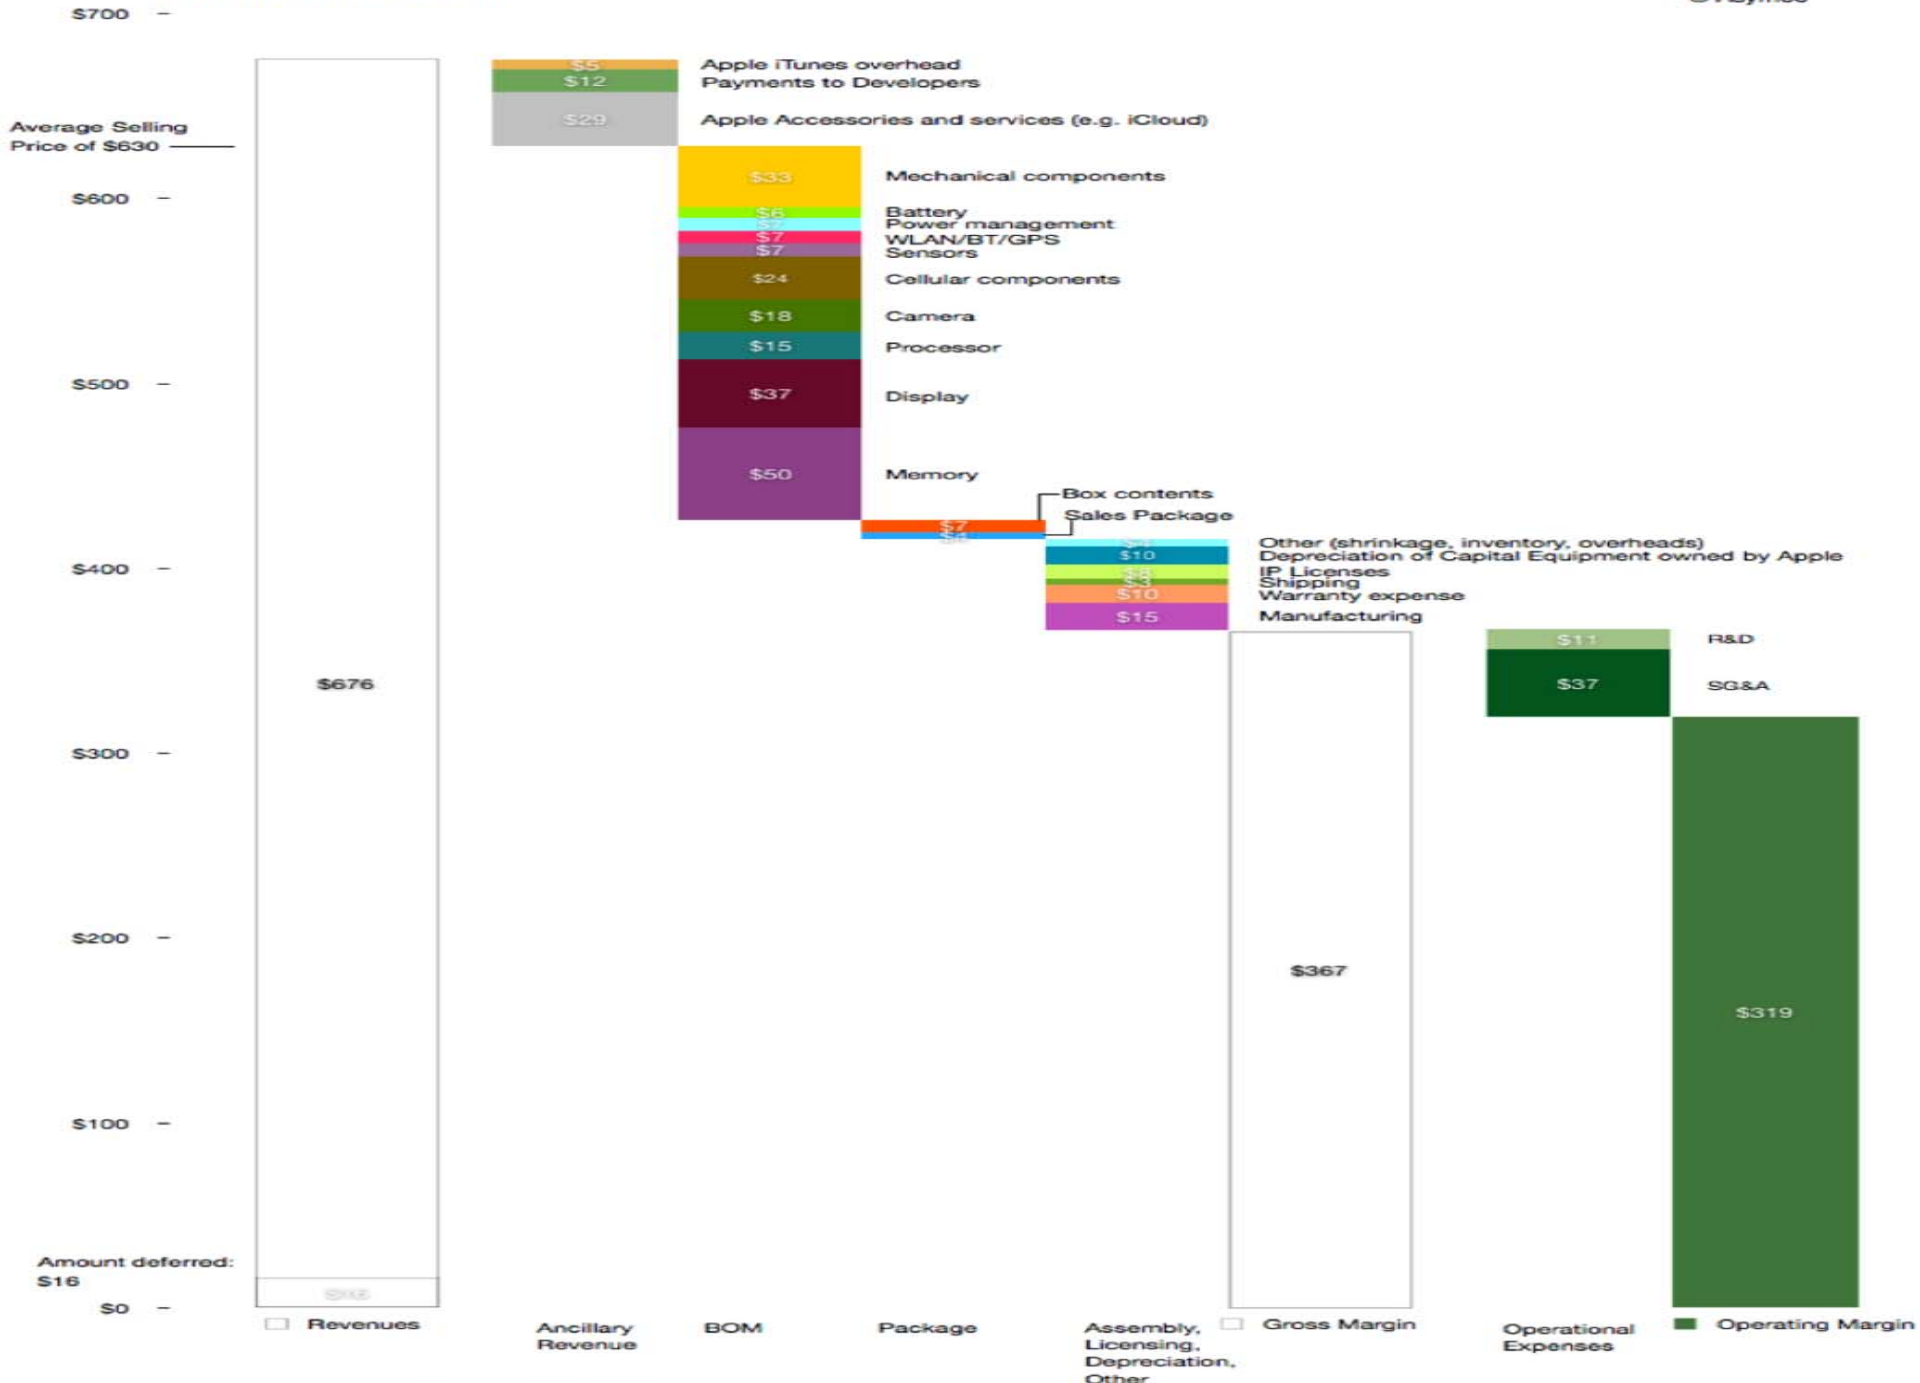 $700
Average Selling
Price of $630
$600
$500
$400
$300
$200
$100
Amount deferred:
$16
$0
$676
Revenues
$5
Apple iTunes overhead
$12
Payments to Developers
$29
Apple Accessories and services (e.g. iCloud)
Ancillary
Revenue
$33
Mechanical components
$6
Battery
Power management
$7
WLAN/BT/GPS
$7
Sensors
$24
Cellular components
$18
Camera
$15
Processor
$37
Display
$50
Memory
BOM
Box contents
Sales Package
$7
Package
Other (shrinkage, inventory, overheads)
$10
Depreciation of Capital Equipment owned by Apple
IP Licenses
Shipping
$10
Warranty expense
$15
Manufacturing
Assembly,
Licensing,
Depreciation,
Other
$367
Gross Margin
$11
R&D
$37
SG&A
Operational
Expenses
$319
Operating Margin